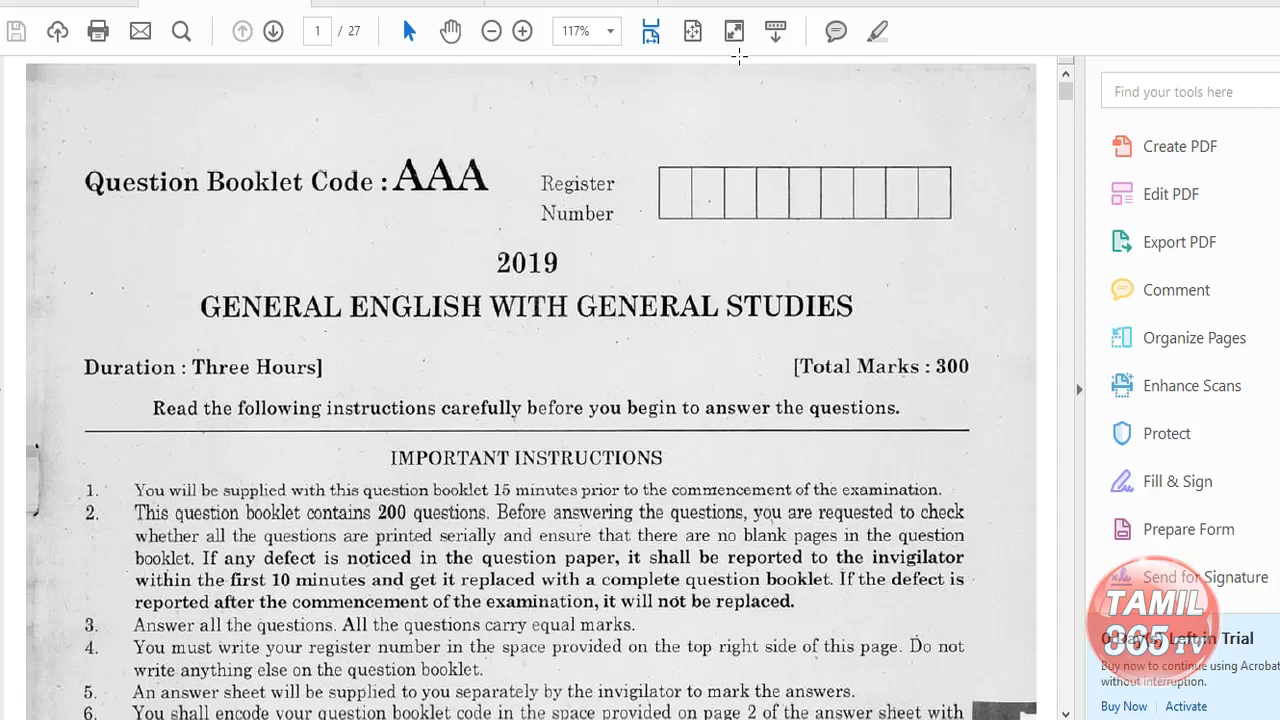 1 / 27
117%
Find your tools here
Question Booklet Code : AAA
Register
Number
2019
GENERAL ENGLISH WITH GENERAL STUDIES
Duration : Three Hours]
[Total Marks : 300
Read the following instructions carefully before you begin to answer the questions.
IMPORTANT INSTRUCTIONS
1. You will be supplied with this question booklet 15 minutes prior to the commencement of the examination.
2. This question booklet contains 200 questions. Before answering the questions, you are requested to check
whether all the questions are printed serially and ensure that there are no blank pages in the question
booklet. If any defect is noticed in the question paper, it shall be reported to the invigilator
within the first 10 minutes and get it replaced with a complete question booklet. If the defect is
reported after the commencement of the examination, it will not be replaced.
3. Answer all the questions. All the questions carry equal marks.
4. You must write your register number in the space provided on the top right side of this page. Do not
write anything else on the question booklet.
5. An answer sheet will be supplied to you separately by the invigilator to mark the answers.
6. You shall encode your question booklet code in the space provided on page 2 of the answer sheet with
Create PDF
Edit PDF
Export PDF
Comment
Organize Pages
Enhance Scans
Protect
Fill & Sign
Prepare Form
Send for Signature
TAMIL
865 TV
Left in Trial
Buy now to continue using Acrobat
without interruption.
Buy Now
Activate